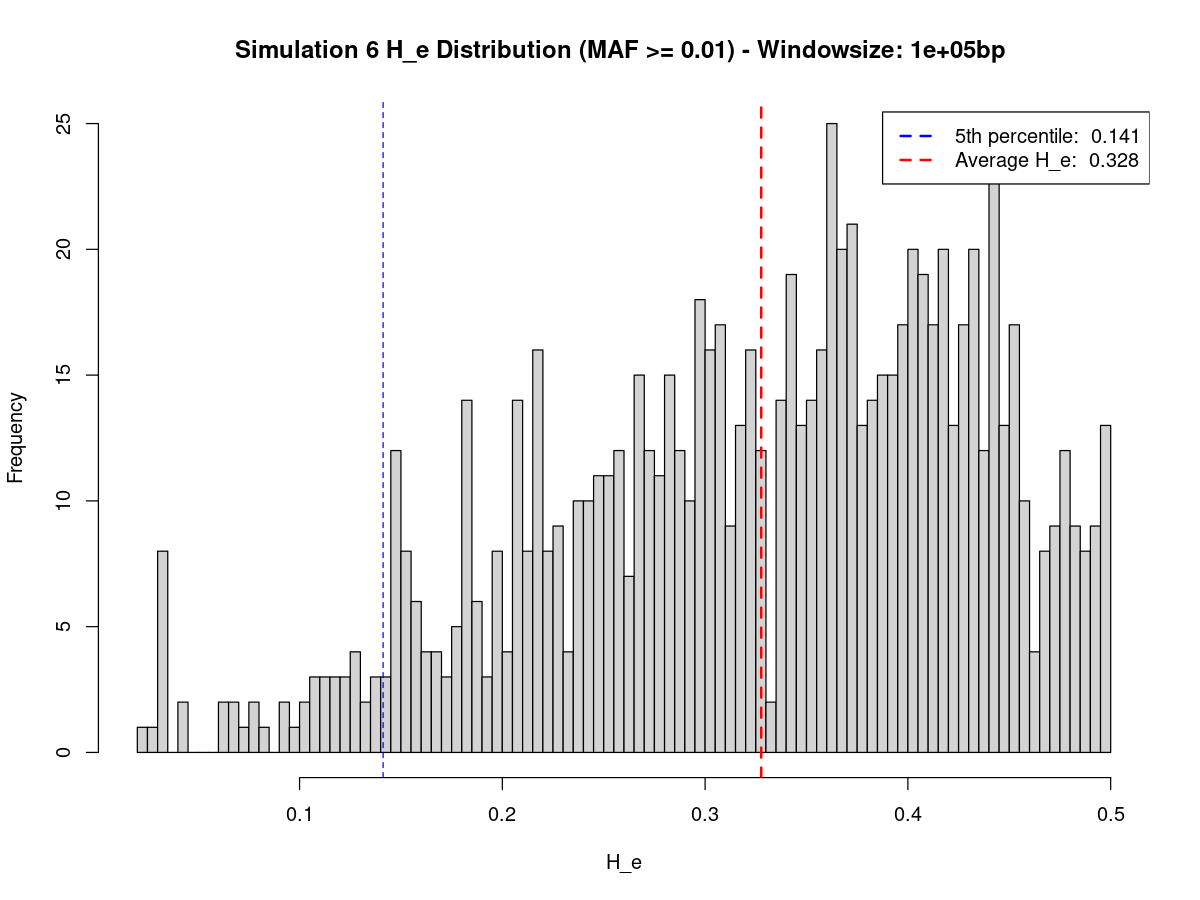 Simulation 6 H_e Distribution (MAF >= 0.01) - Windowsize: 1e+05bp
5th percentile:  0.141
Average H_e:  0.328
Frequency
25
20
15
10
5
0
0.1 0.2 0.3 0.4 0.5
H_e